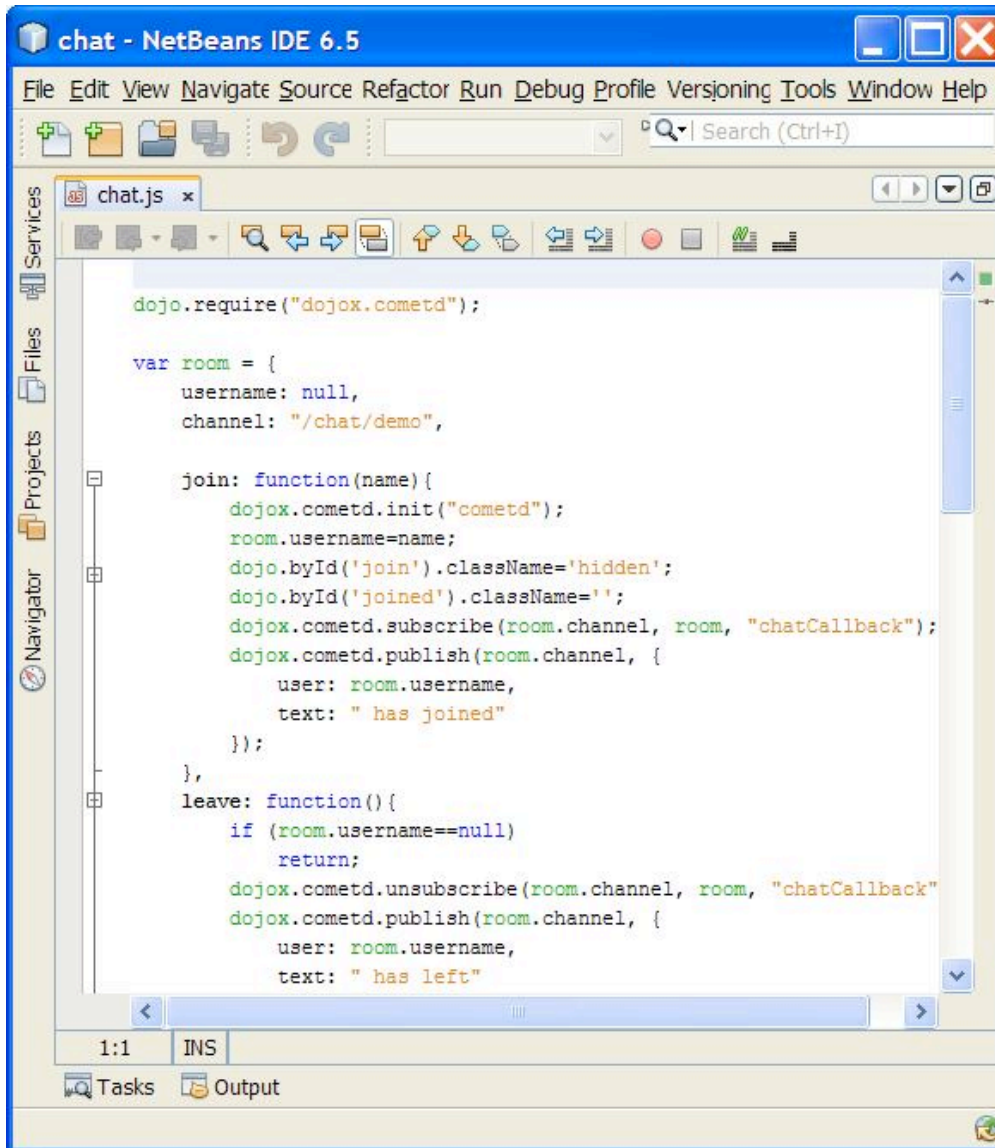 chat - NetBeans IDE 6.5
File Edit View Navigate Source Refactor Run Debug Profile Versioning Tools Window Help
Search (Ctrl+I)
Services
Files
Projects
Navigator
chat.js
dojo.require("dojox.cometd");
var room = {
username: null,
channel: "/chat/demo",
join: function(name){
dojox.cometd.init("cometd");
room.username=name;
dojo.byId('join').className='hidden';
dojo.byId('joined').className='';
dojox.cometd.subscribe(room.channel, room, "chatCallback");
dojox.cometd.publish(room.channel, {
user: room.username,
text: " has joined"
});
},
leave: function(){
if (room.username==null)
return;
dojox.cometd.unsubscribe(room.channel, room, "chatCallback"
dojox.cometd.publish(room.channel, {
user: room.username,
text: " has left"
1:1 INS
Tasks Output